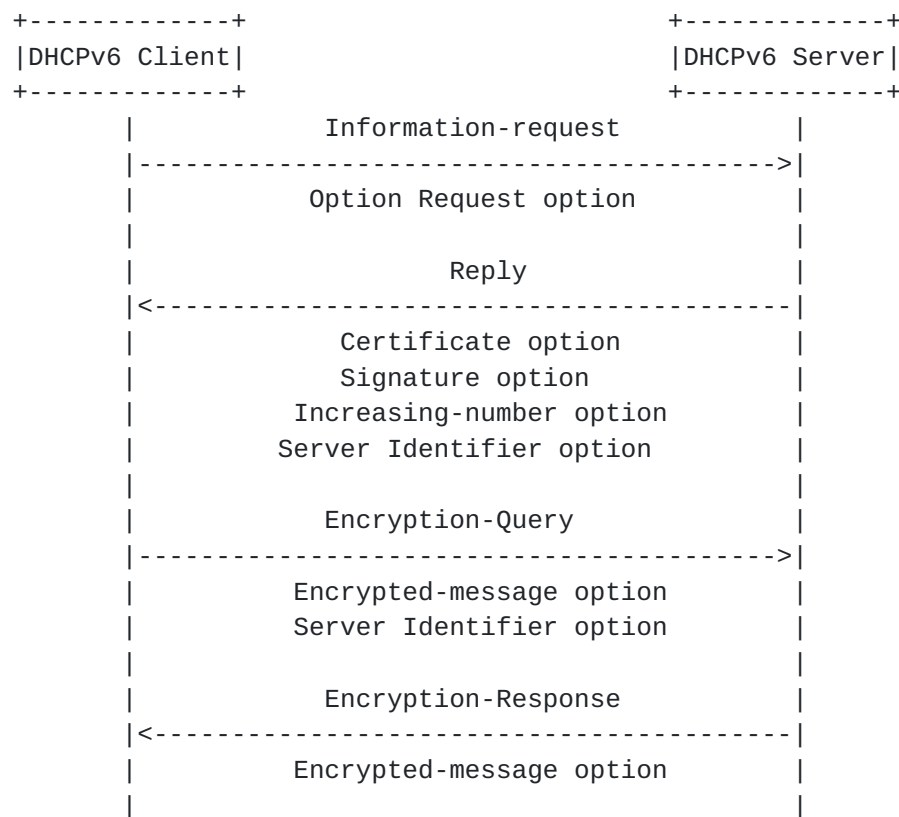 DHCPv6 Client DHCPv6 Server
Information-request
Option Request option
Reply
Certificate option
Signature option
Increasing-number option
Server Identifier option
Encryption-Query
Encrypted-message option
Server Identifier option
Encryption-Response
Encrypted-message option